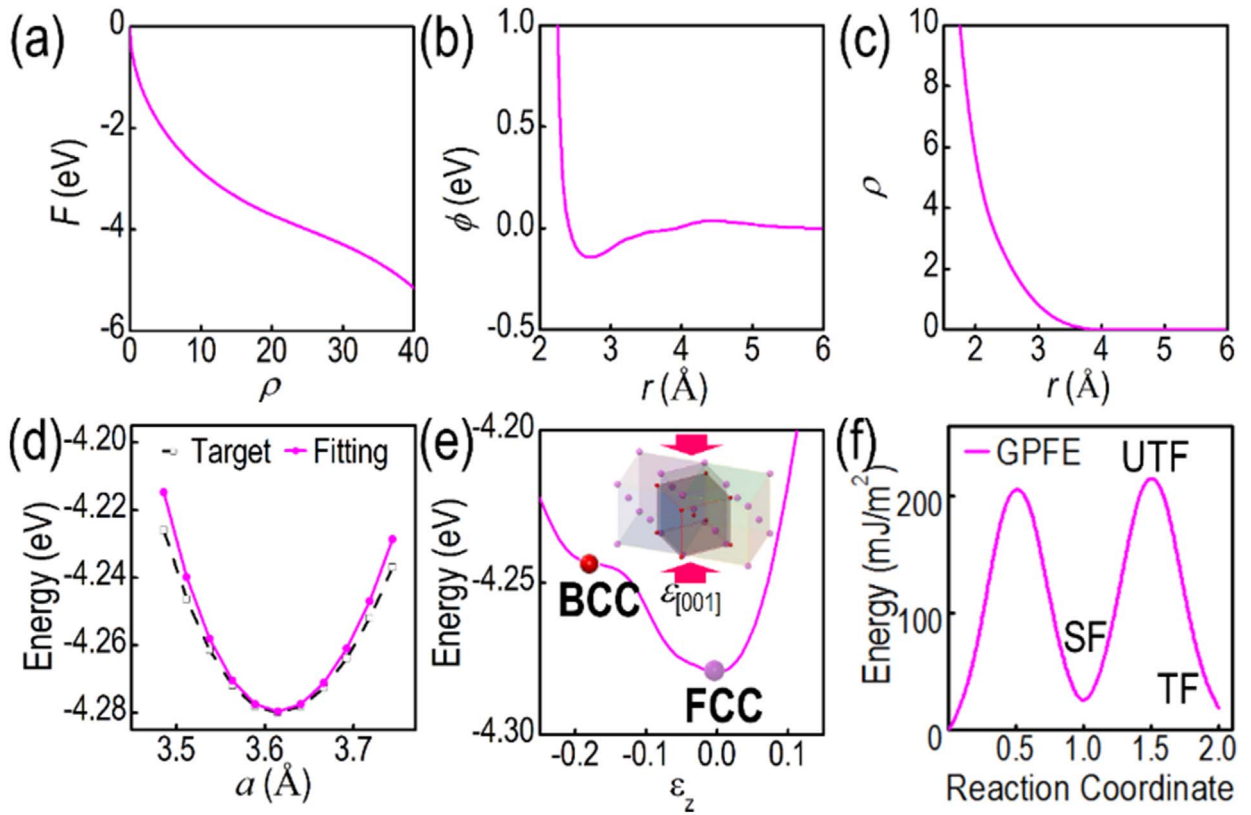 (a)
0
-2
-4
-6
F (eV)
0 10 20 30 40
ρ
(b)
1.0
0.5
0.0
-0.5
ϕ (eV)
2 3 4 5 6
r (Å)
(c)
10
8
6
4
2
0
ρ
2 3 4 5 6
r (Å)
(d)
-4.20
-4.22
-4.24
-4.26
-4.28
Energy (eV)
Target Fitting
3.5 3.6 3.7
a (Å)
(e)
-4.20
-4.25
-4.30
Energy (eV)
BCC
ε[001]
FCC
-0.2 -0.1 0.0 0.1
εz
(f)
GPFE
UTF
SF
TF
200
100
0
Energy (mJ/m²)
0.5 1.0 1.5 2.0
Reaction Coordinate